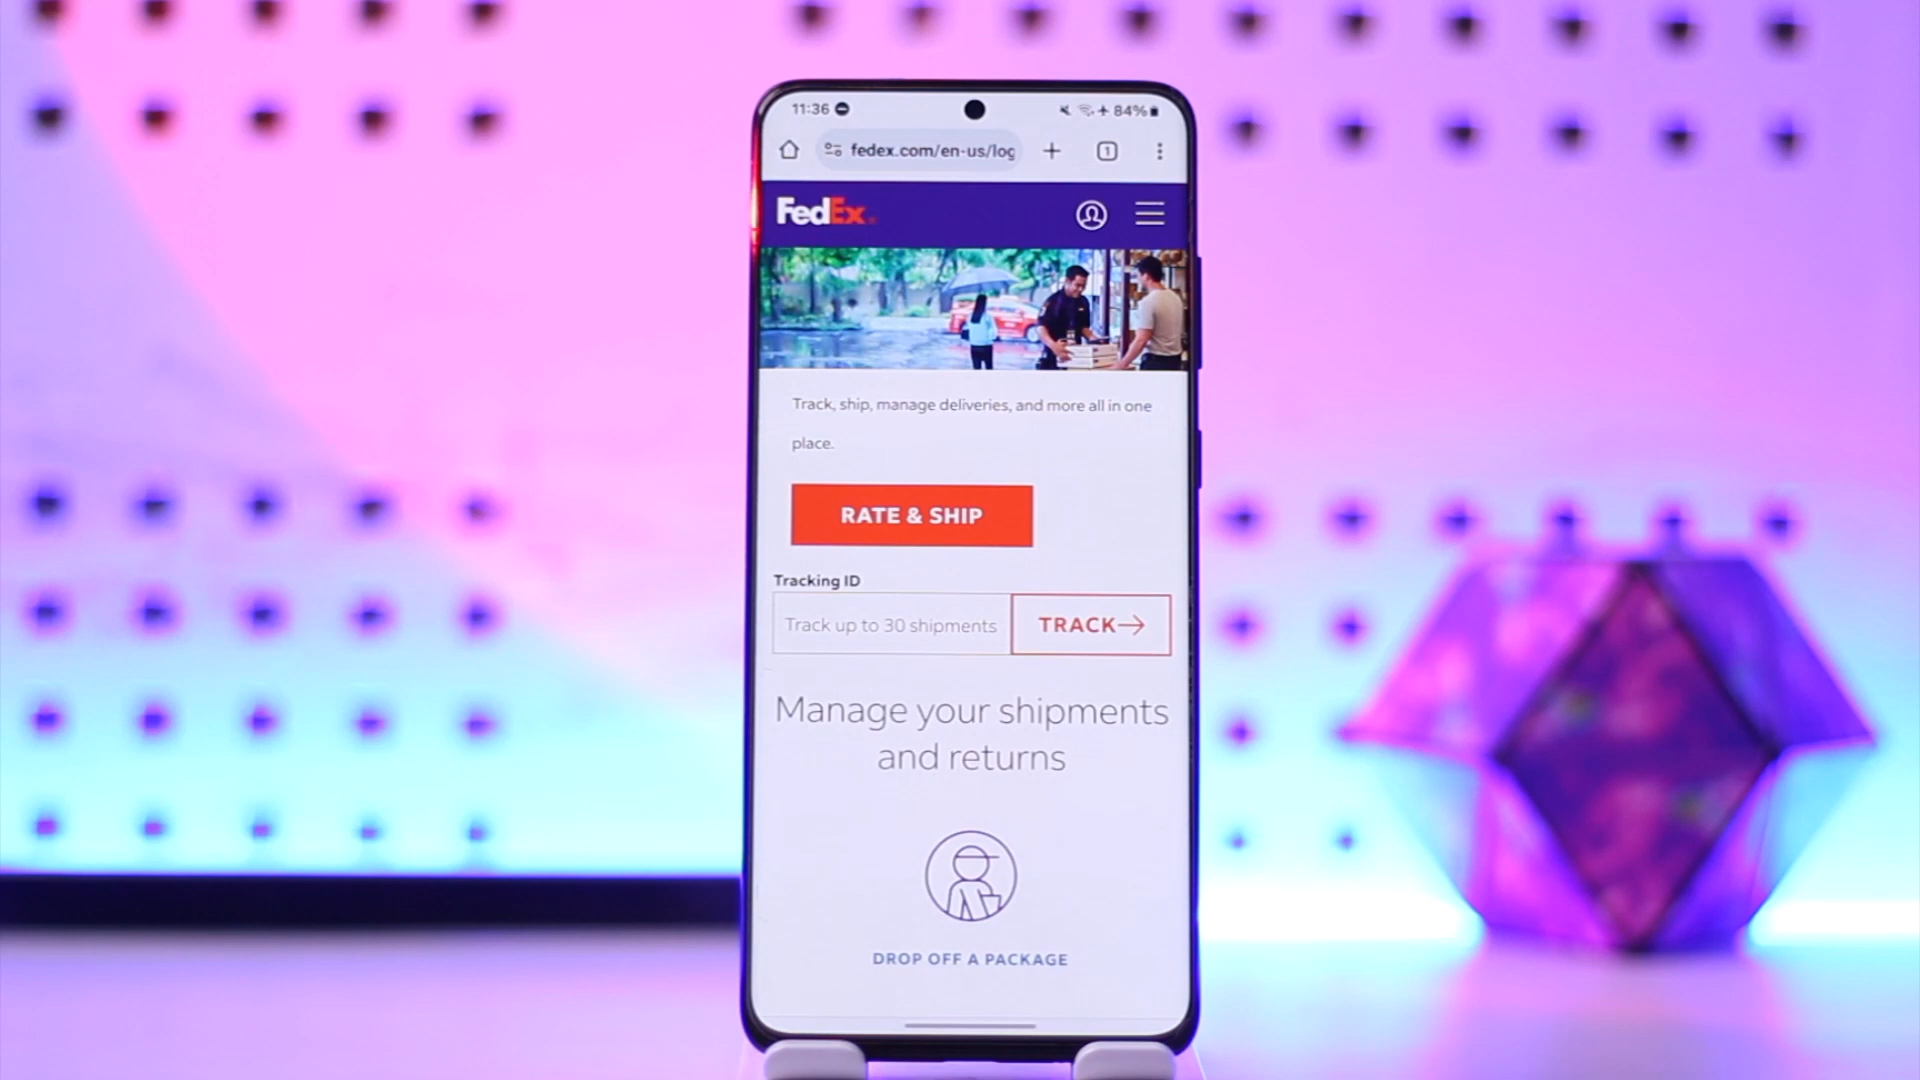 11:36
84%
fedex.com/en-us/log
1
FedEx
Track, ship, manage deliveries, and more all in one
place.
RATE & SHIP
Tracking ID
Track up to 30 shipments
TRACK
Manage your shipments
and returns
DROP OFF A PACKAGE